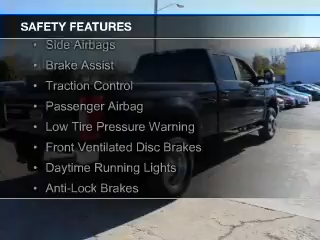 SAFETY FEATURES
• Side Airbags
• Brake Assist
• Traction Control
• Passenger Airbag
• Low Tire Pressure Warning
• Front Ventilated Disc Brakes
• Daytime Running Lights
• Anti-Lock Brakes